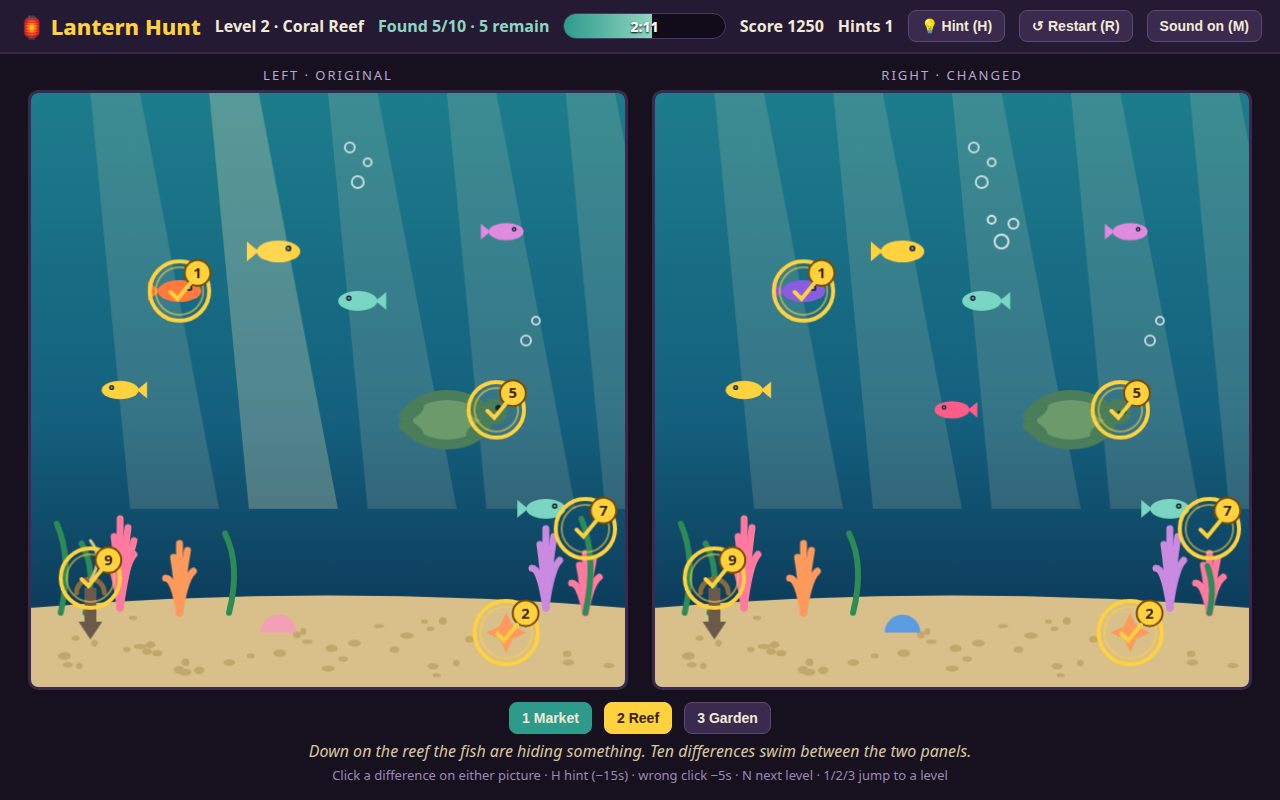 🏮 Lantern Hunt Level 2 · Coral Reef Found 5/10 · 5 remain 2:11 Score 1250 Hints 1 💡 Hint (H) ↺ Restart (R) Sound on (M)
LEFT · ORIGINAL RIGHT · CHANGED
1 1
5 5
7 7
9 9
2 2
1 Market 2 Reef 3 Garden
Down on the reef the fish are hiding something. Ten differences swim between the two panels.
Click a difference on either picture · H hint (−15s) · wrong click −5s · N next level · 1/2/3 jump to a level